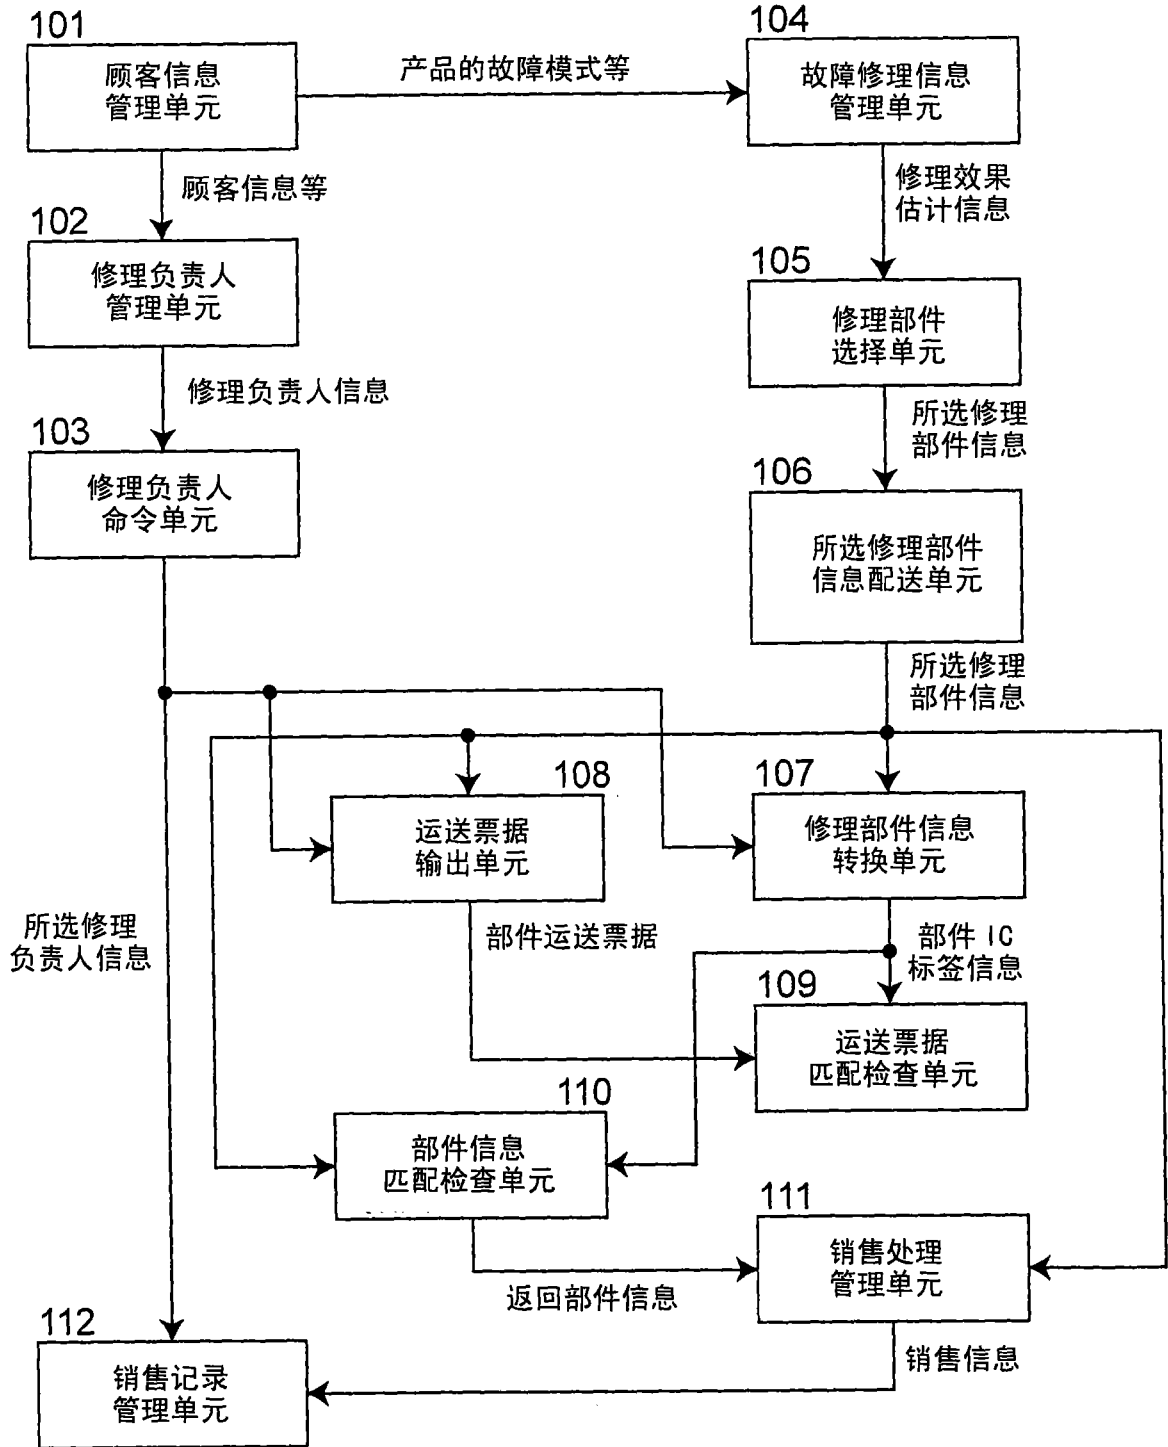 101
顾客信息
管理单元
产品的故障模式等
104
故障修理信息
管理单元
顾客信息等
修理效果
估计信息
102
修理负责人
管理单元
105
修理部件
选择单元
修理负责人信息
所选修理
部件信息
103
修理负责人
命令单元
106
所选修理部件
信息配送单元
所选修理
部件信息
108
运送票据
输出单元
107
修理部件信息
转换单元
所选修理
负责人信息
部件运送票据
部件 IC
标签信息
109
运送票据
匹配检查单元
110
部件信息
匹配检查单元
111
销售处理
管理单元
返回部件信息
112
销售记录
管理单元
销售信息